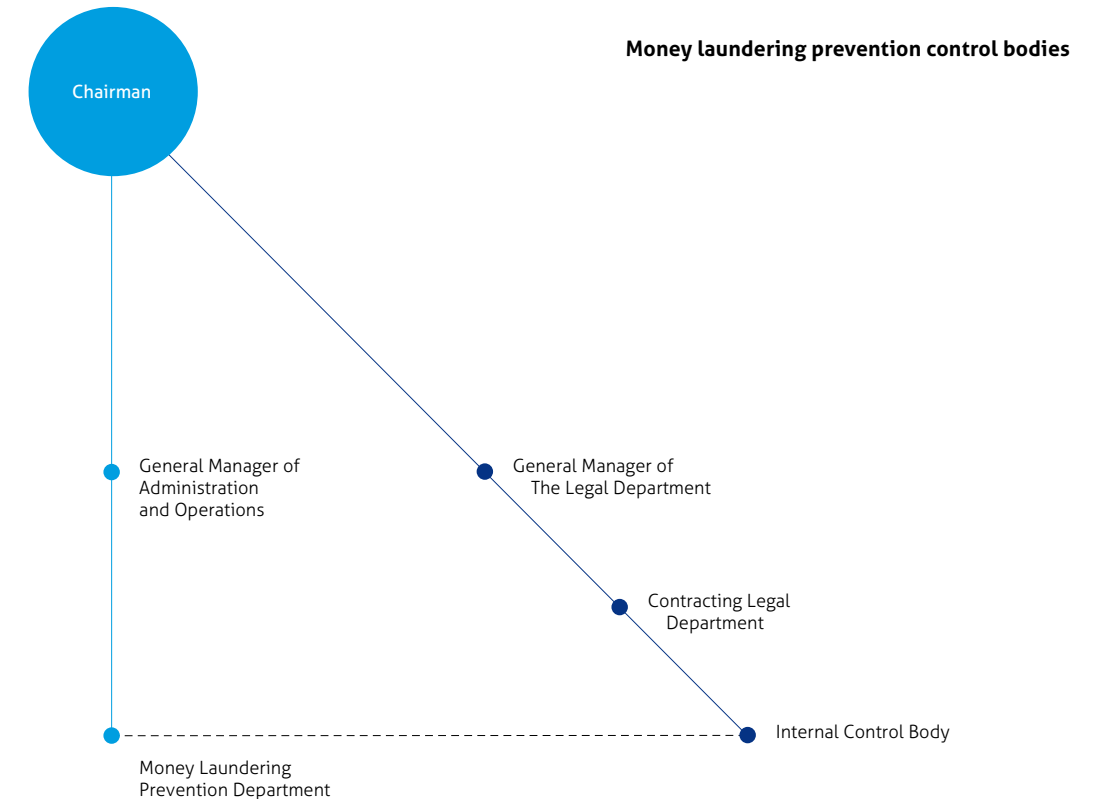 Money laundering prevention control bodies
Chairman
General Manager of
Administration
and Operations
General Manager of
The Legal Department
Contracting Legal
Department
Internal Control Body
Money Laundering
Prevention Department